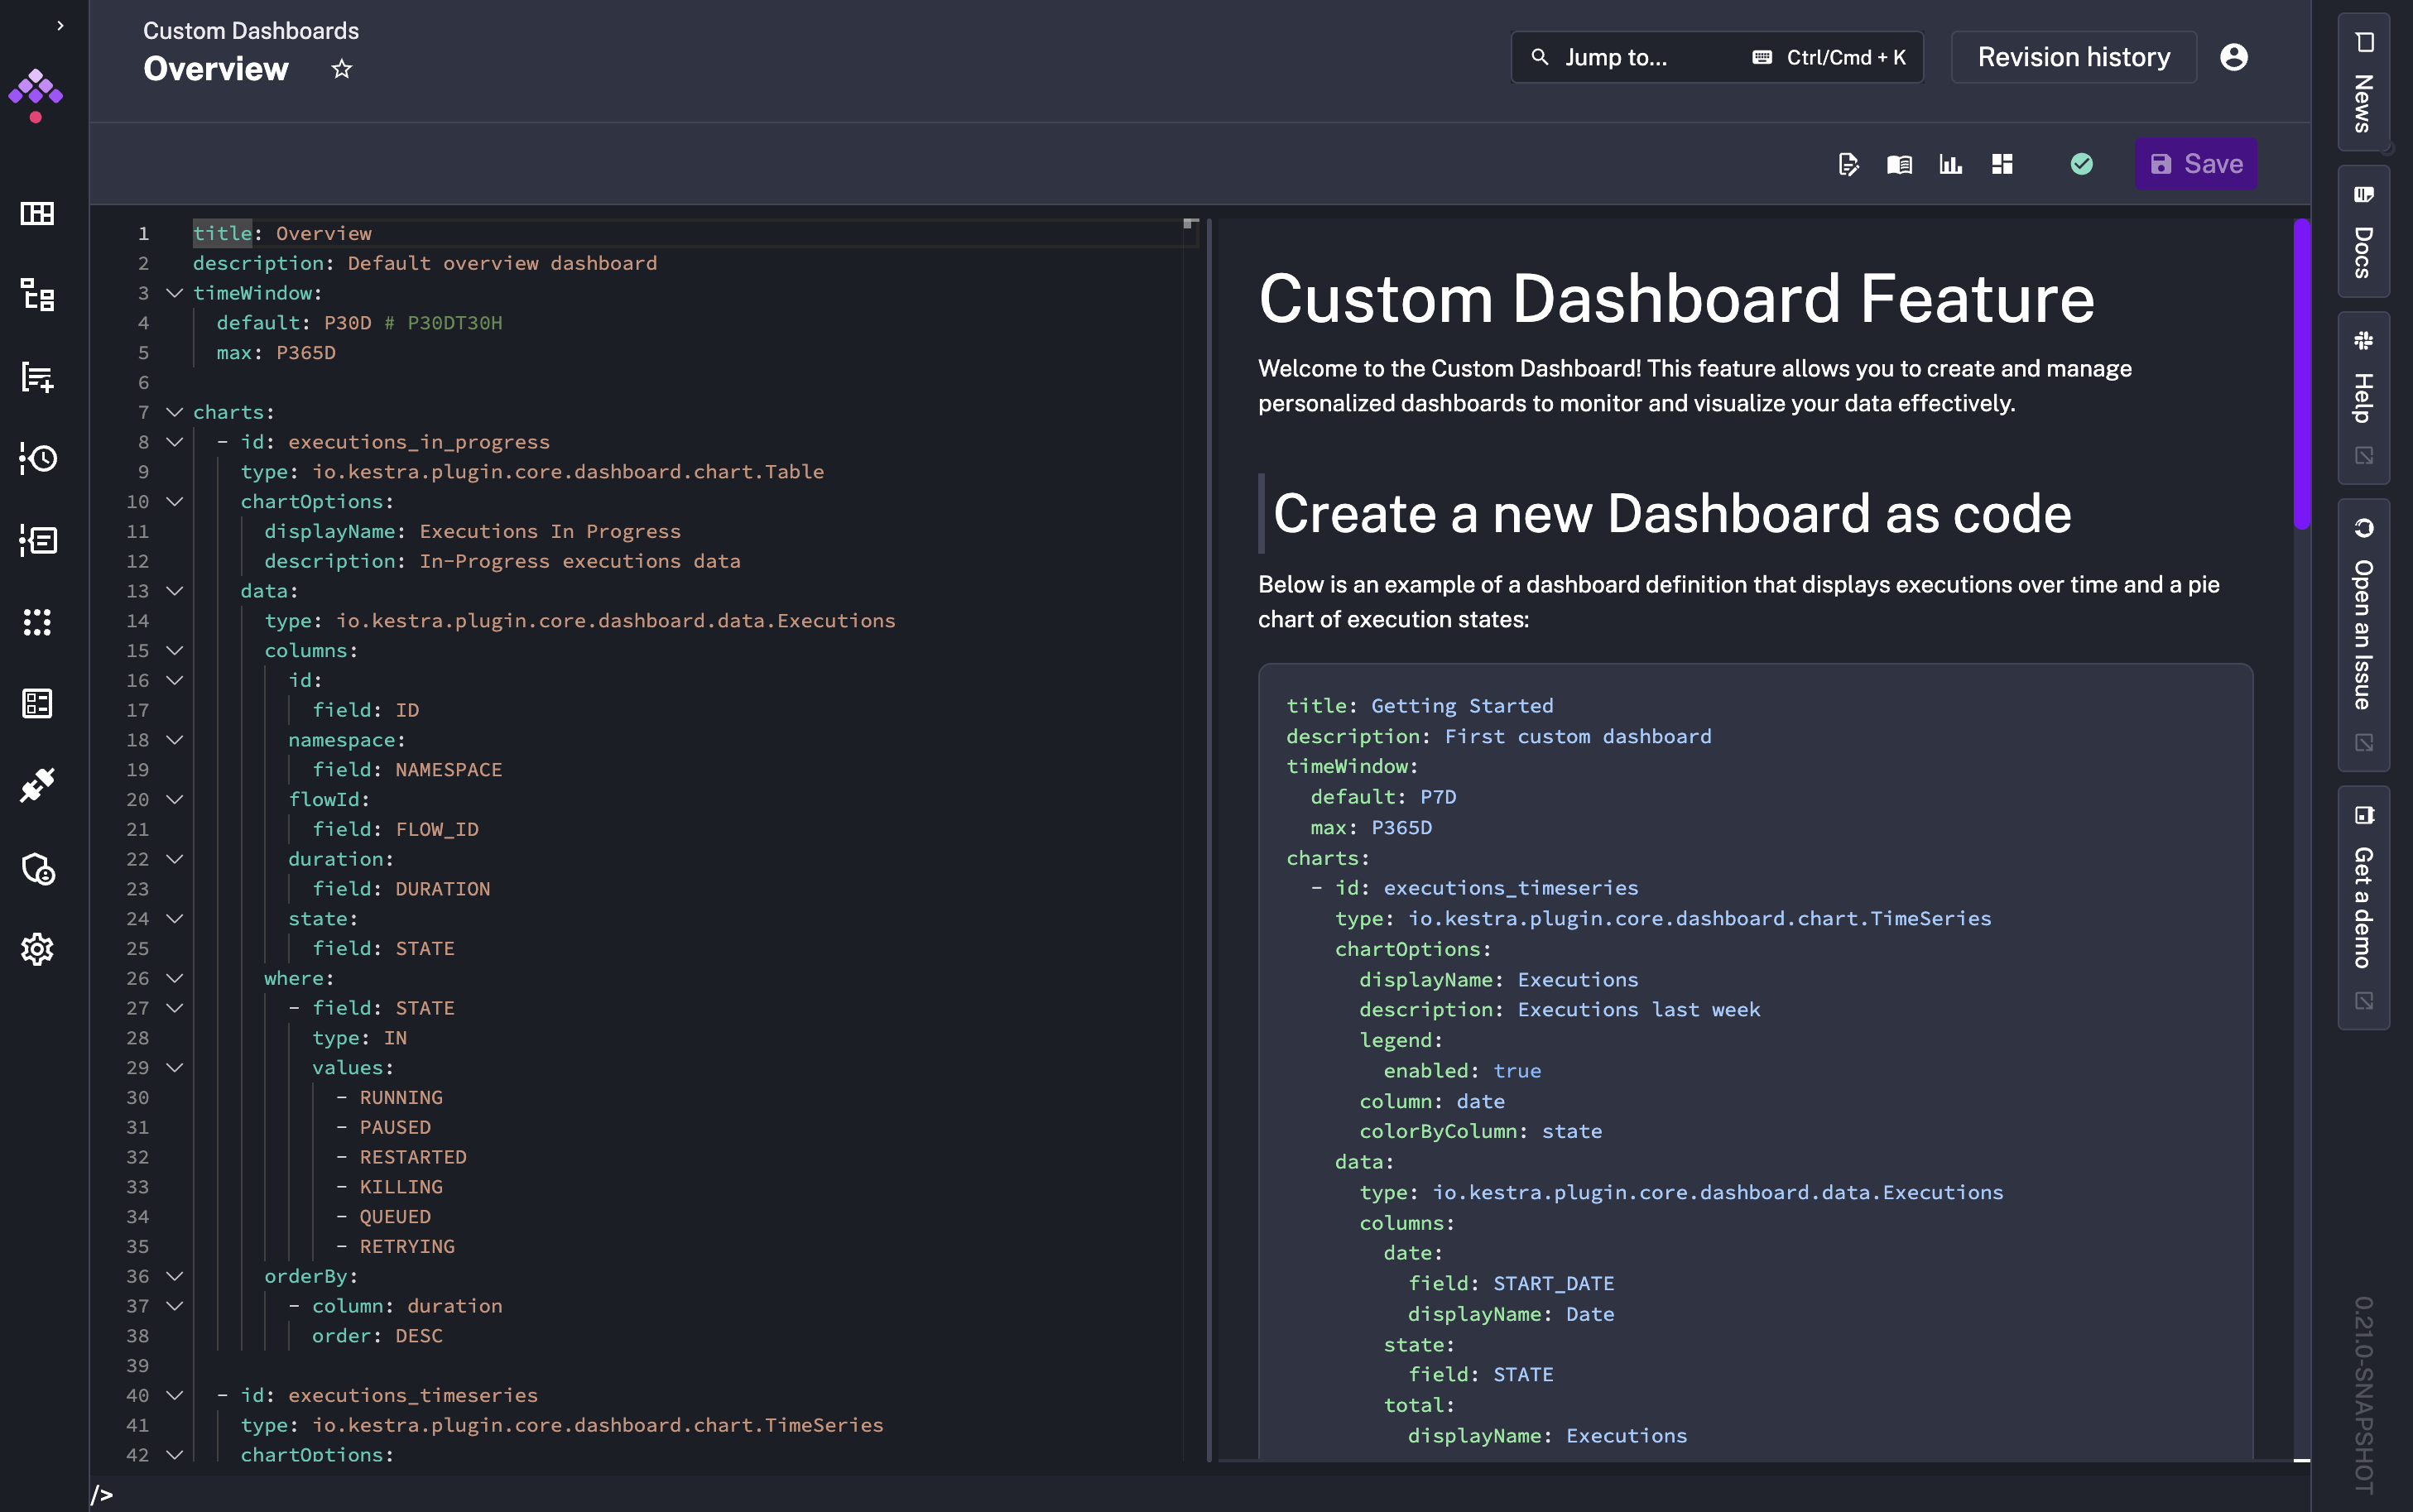 Custom Dashboards
Overview
Jump to...
Ctrl/Cmd + K
Revision history
Save
1 title: Overview
2 description: Default overview dashboard
3 timeWindow:
4 default: P30D # P30DT30H
5 max: P365D
6
7 charts:
8 - id: executions_in_progress
9 type: io.kestra.plugin.core.dashboard.chart.Table
10 chartOptions:
11 displayName: Executions In Progress
12 description: In-Progress executions data
13 data:
14 type: io.kestra.plugin.core.dashboard.data.Executions
15 columns:
16 id:
17 field: ID
18 namespace:
19 field: NAMESPACE
20 flowId:
21 field: FLOW_ID
22 duration:
23 field: DURATION
24 state:
25 field: STATE
26 where:
27 - field: STATE
28 type: IN
29 values:
30 - RUNNING
31 - PAUSED
32 - RESTARTED
33 - KILLING
34 - QUEUED
35 - RETRYING
36 orderBy:
37 - column: duration
38 order: DESC
39
40 - id: executions_timeseries
41 type: io.kestra.plugin.core.dashboard.chart.TimeSeries
42 chartOptions:
/>
Custom Dashboard Feature
Welcome to the Custom Dashboard! This feature allows you to create and manage
personalized dashboards to monitor and visualize your data effectively.
Create a new Dashboard as code
Below is an example of a dashboard definition that displays executions over time and a pie
chart of execution states:
title: Getting Started
description: First custom dashboard
timeWindow:
default: P7D
max: P365D
charts:
- id: executions_timeseries
type: io.kestra.plugin.core.dashboard.chart.TimeSeries
chartOptions:
displayName: Executions
description: Executions last week
legend:
enabled: true
column: date
colorByColumn: state
data:
type: io.kestra.plugin.core.dashboard.data.Executions
columns:
date:
field: START_DATE
displayName: Date
state:
field: STATE
total:
displayName: Executions
News
Docs
Help
Open an Issue
Get a demo
0.21.0-SNAPSHOT